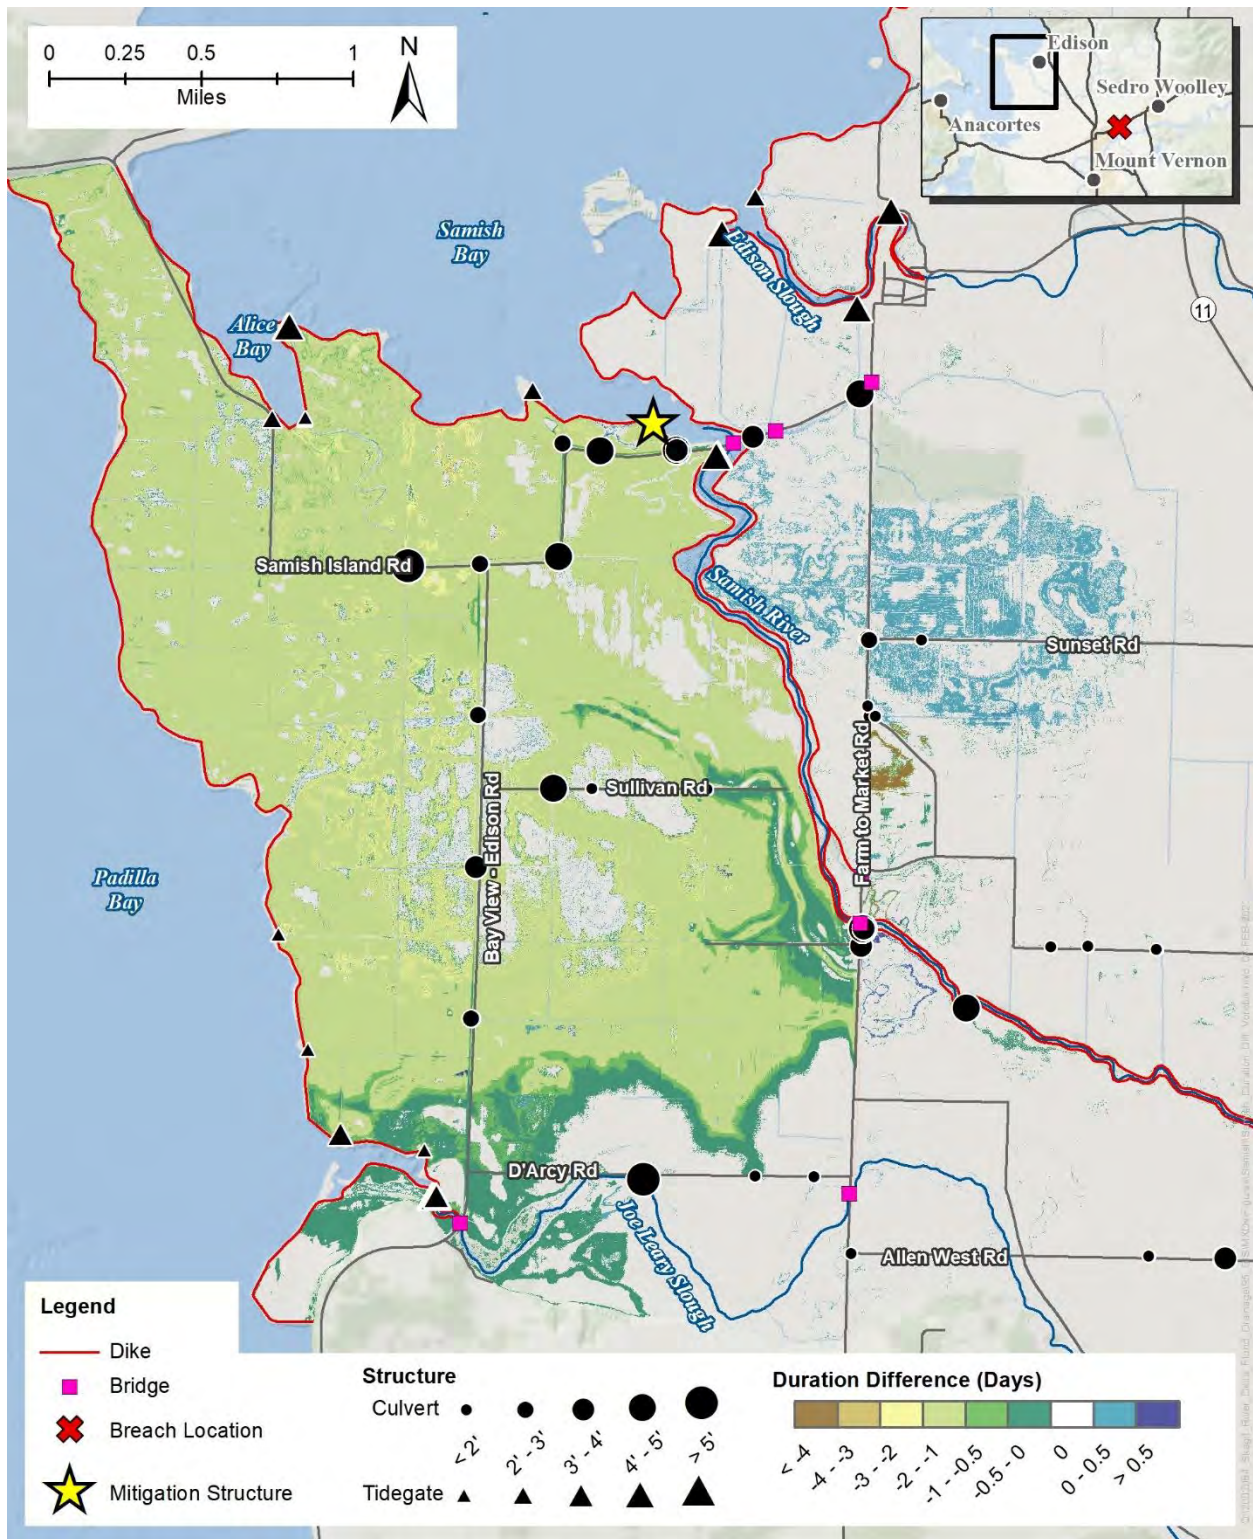 0 0.25 0.5 1
Miles
N
Edison
Sedro Woolley
Anacortes
Mount Vernon
Samish
Bay
Edison Slough
11
Alice
Bay
Samish Island Rd
Samish River
Sunset Rd
Farm to Market Rd
Sullivan Rd
Bay View - Edison Rd
Padilla
Bay
D'Arcy Rd
Joe Leary Slough
Allen West Rd
Legend
Dike
Bridge
Breach Location
Mitigation Structure
Structure
Culvert
< 2' 2' - 3' 3' - 4' 4' - 5' > 5'
Tidegate
Duration Difference (Days)
< -4 -4 - -3 -3 - -2 -2 - -1 -1 - -0.5 -0.5 - 0 0 0 - 0.5 > 0.5